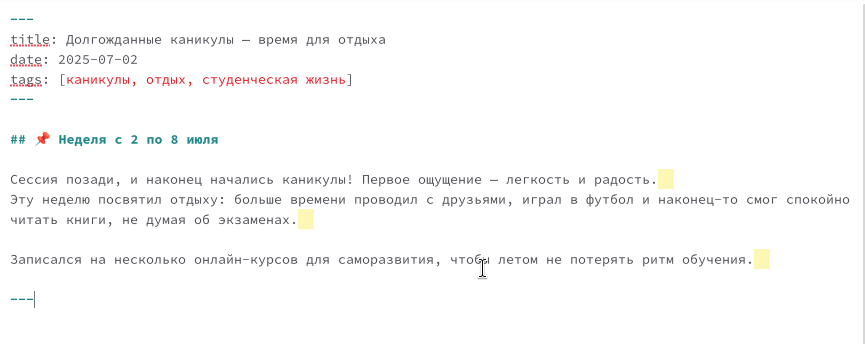 ---
title: Долгожданные каникулы — время для отдыха
date: 2025-07-02
tags: [каникулы, отдых, студенческая жизнь]
---
## 📌 Неделя с 2 по 8 июля
Сессия позади, и наконец начались каникулы! Первое ощущение — легкость и радость.
Эту неделю посвятил отдыху: больше времени проводил с друзьями, играл в футбол и наконец-то смог спокойно
читать книги, не думая об экзаменах.
Записался на несколько онлайн-курсов для саморазвития, чтобы летом не потерять ритм обучения.
---